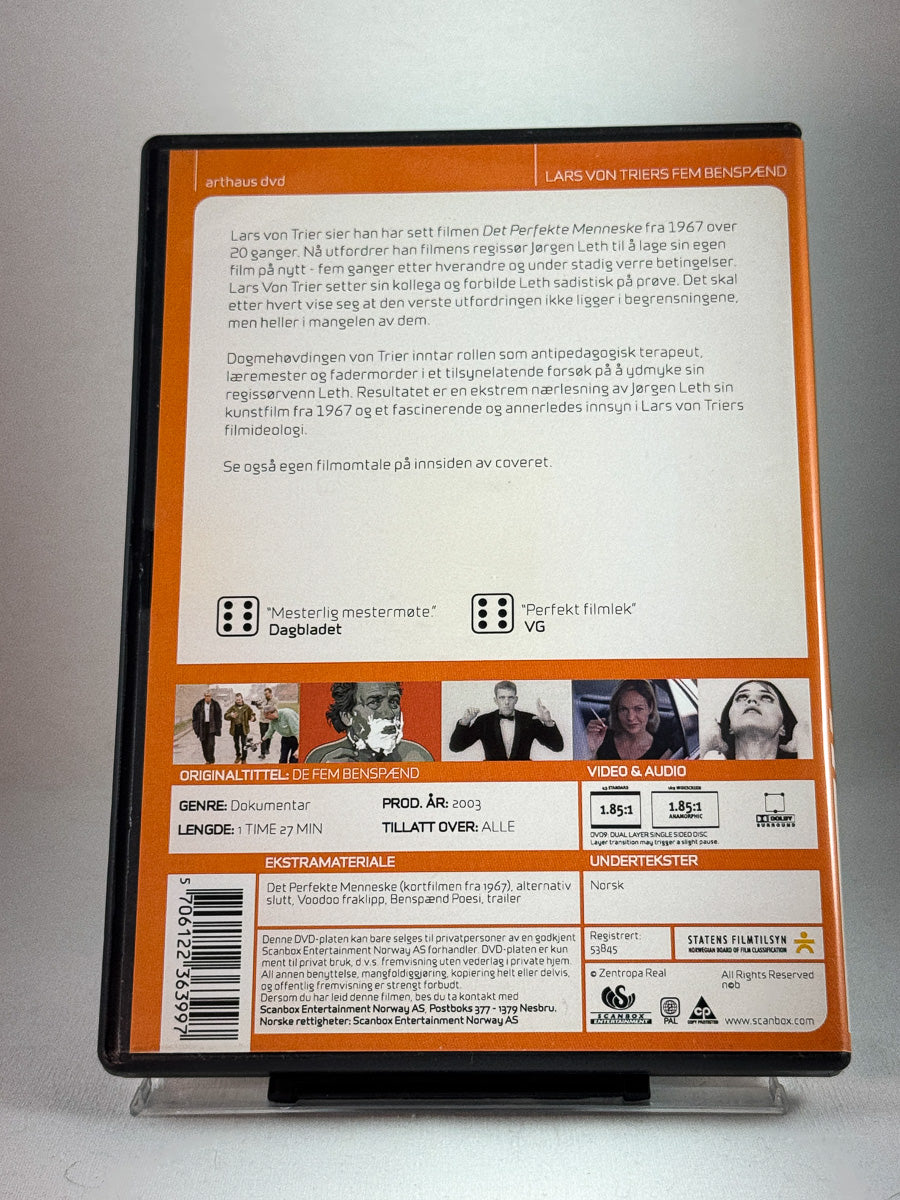 arthaus dvd
LARS VON TRIERS FEM BENSPÆND
Lars von Trier sier han har sett filmen Det Perfekte Menneske fra 1967 over
20 ganger. Nå utfordrer han filmens regissør Jørgen Leth til å lage sin egen
film på nytt - fem ganger etter hverandre og under stadig verre betingelser.
Lars Von Trier setter sin kollega og forbilde Leth sadistisk på prøve. Det skal
etter hvert vise seg at den verste utfordringen ikke ligger i begrensningene,
men heller i mangelen av dem.
Dogmehøvdingen von Trier inntar rollen som antipedagogisk terapeut,
læremester og fadermorder i et tilsynelatende forsøk på å ydmyke sin
regissørvenn Leth. Resultatet er en ekstrem nærlesning av Jørgen Leth sin
kunstfilm fra 1967 og et fascinerende og annerledes innsyn i Lars von Triers
filmideologi.
Se også egen filmomtale på innsiden av coveret.
"Mesterlig mestermøte."
Dagbladet
"Perfekt filmlek"
VG
ORIGINALTITTEL: DE FEM BENSPÆND
GENRE: Dokumentar
PROD. ÅR: 2003
LENGDE: 1 TIME 27 MIN
TILLATT OVER: ALLE
VIDEO & AUDIO
4:3 STANDARD
1.85:1
16:9 WIDESCREEN
1.85:1
ANAMORPHIC
DOLBY
SURROUND
DVD9: DUAL LAYER SINGLE SIDED DISC
Layer transition may trigger a slight pause.
EKSTRAMATERIALE
Det Perfekte Menneske (kortfilmen fra 1967), alternativ
slutt, Voodoo fraklipp, Benspænd Poesi, trailer
UNDERTEKSTER
Norsk
5 706122 363997
Denne DVD-platen kan bare selges til privatpersoner av en godkjent
Scanbox Entertainment Norway AS forhandler. DVD-platen er kun
ment til privat bruk, d.v.s. fremvisning uten vederlag i private hjem.
All annen benyttelse, mangfoldiggjøring, kopiering helt eller delvis,
og offentlig fremvisning er strengt forbudt.
Dersom du har leid denne filmen, bes du ta kontakt med
Scanbox Entertainment Norway AS, Postboks 377 - 1379 Nesbru.
Norske rettigheter: Scanbox Entertainment Norway AS
Registrert:
53845
STATENS FILMTILSYN
NORWEGIAN BOARD OF FILM CLASSIFICATION
© Zentropa Real
All Rights Reserved
n©b
SCANBOX
ENTERTAINMENT
PAL
CP
COPY PROTECTED
www.scanbox.com